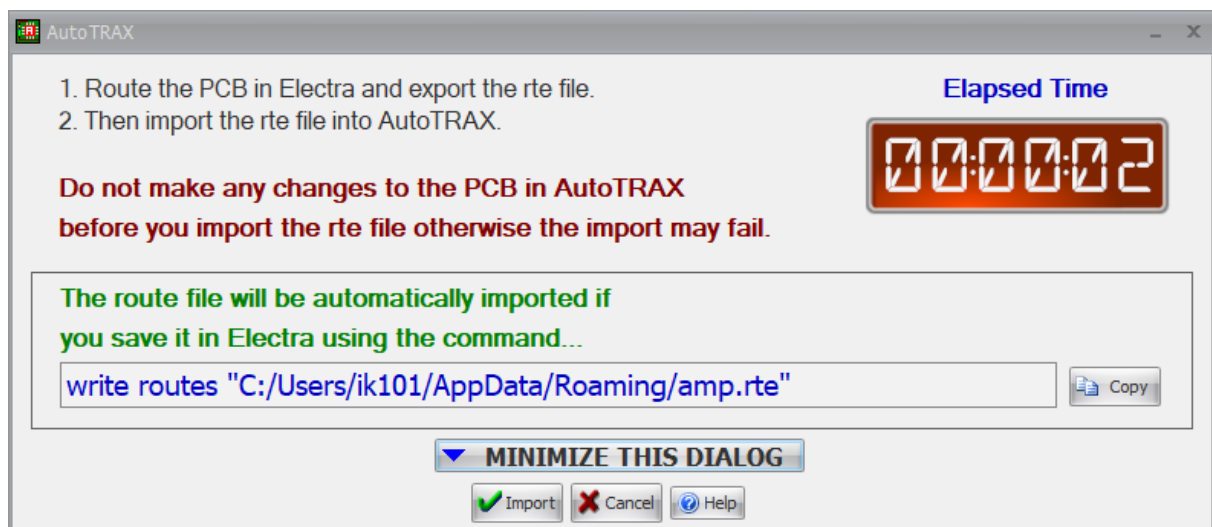 AutoTRAX
1. Route the PCB in Electra and export the rte file.
2. Then import the rte file into AutoTRAX.
Elapsed Time
00:00:02
Do not make any changes to the PCB in AutoTRAX
before you import the rte file otherwise the import may fail.
The route file will be automatically imported if
you save it in Electra using the command...
write routes "C:/Users/ik101/AppData/Roaming/amp.rte"
Copy
MINIMIZE THIS DIALOG
Import Cancel Help